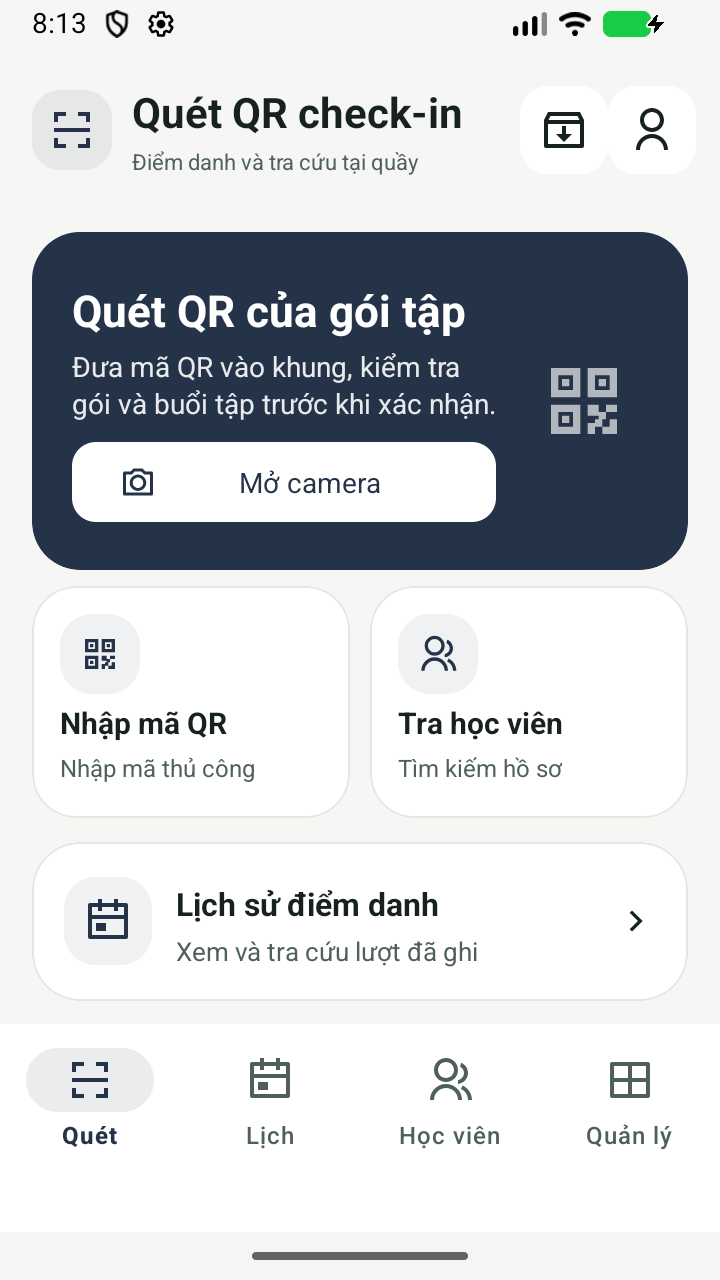 8:13
Quét QR check-in
Điểm danh và tra cứu tại quầy
Quét QR của gói tập
Đưa mã QR vào khung, kiểm tra
gói và buổi tập trước khi xác nhận.
Mở camera
Nhập mã QR
Nhập mã thủ công
Tra học viên
Tìm kiếm hồ sơ
Lịch sử điểm danh
Xem và tra cứu lượt đã ghi
Quét
Lịch
Học viên
Quản lý